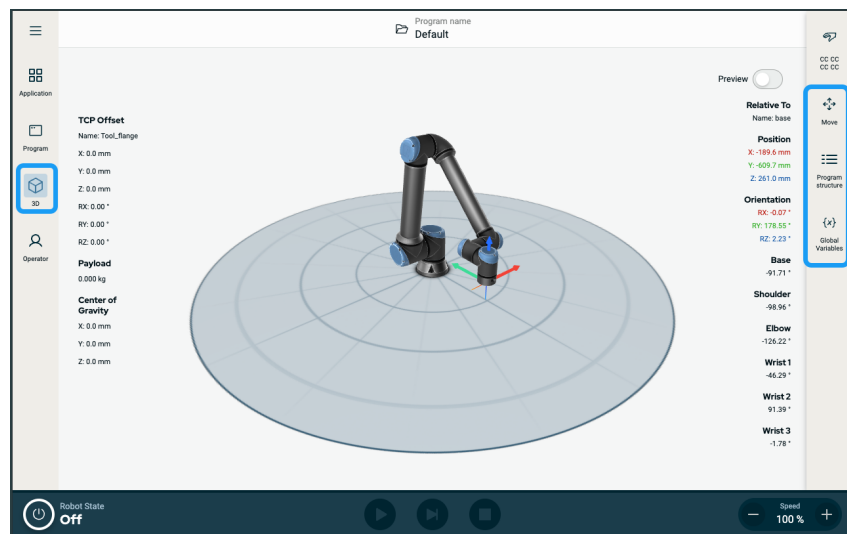 Program name
Default
Application
Program
3D
Operator
TCP Offset
Name: Tool_flange
X: 0.0 mm
Y: 0.0 mm
Z: 0.0 mm
RX: 0.00 °
RY: 0.00 °
RZ: 0.00 °
Payload
0.000 kg
Center of
Gravity
X: 0.0 mm
Y: 0.0 mm
Z: 0.0 mm
Preview
Relative To
Name: base
Position
X: -189.6 mm
Y: -609.7 mm
Z: 261.0 mm
Orientation
RX: -0.07 °
RY: 178.55 °
RZ: 2.23 °
Base
-91.71 °
Shoulder
-98.96 °
Elbow
-126.22 °
Wrist 1
-46.29 °
Wrist 2
91.39 °
Wrist 3
-1.78 °
CC CC
CC CC
Move
Program
structure
{x}
Global
Variables
Robot State
Off
Speed
100 %